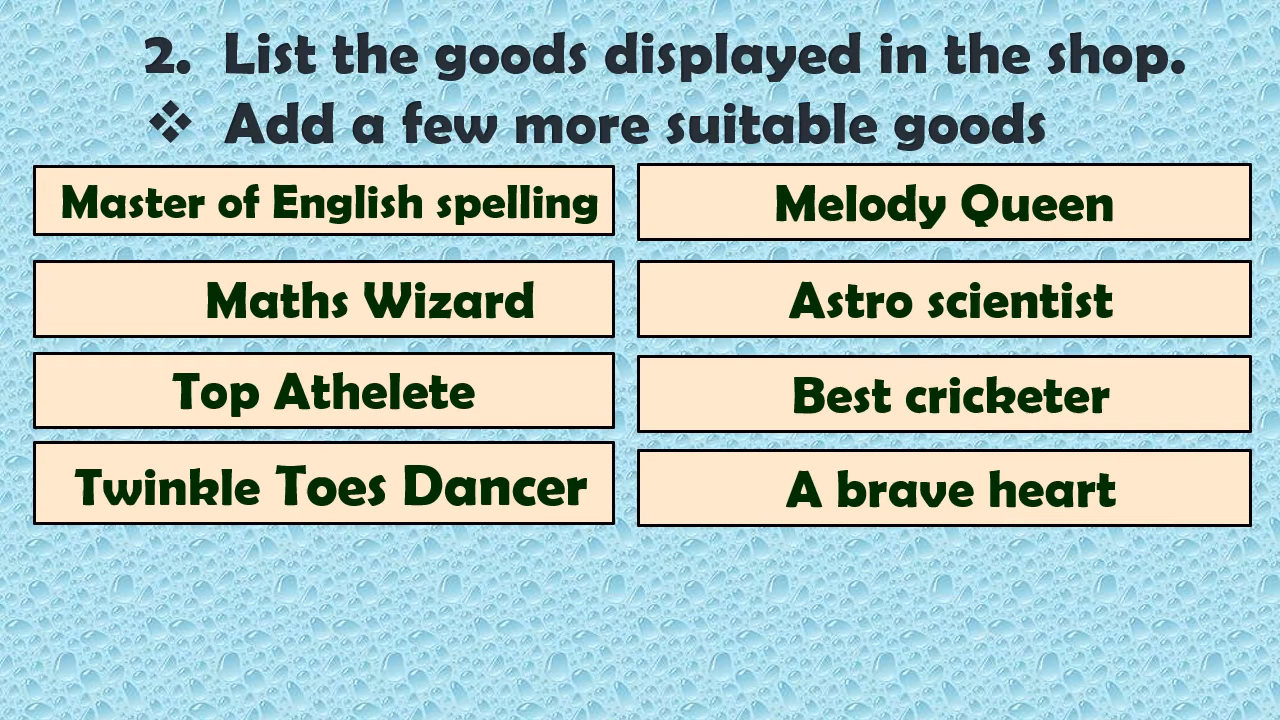 2. List the goods displayed in the shop.
❖ Add a few more suitable goods
Master of English spelling
Melody Queen
Maths Wizard
Astro scientist
Top Athelete
Best cricketer
Twinkle Toes Dancer
A brave heart